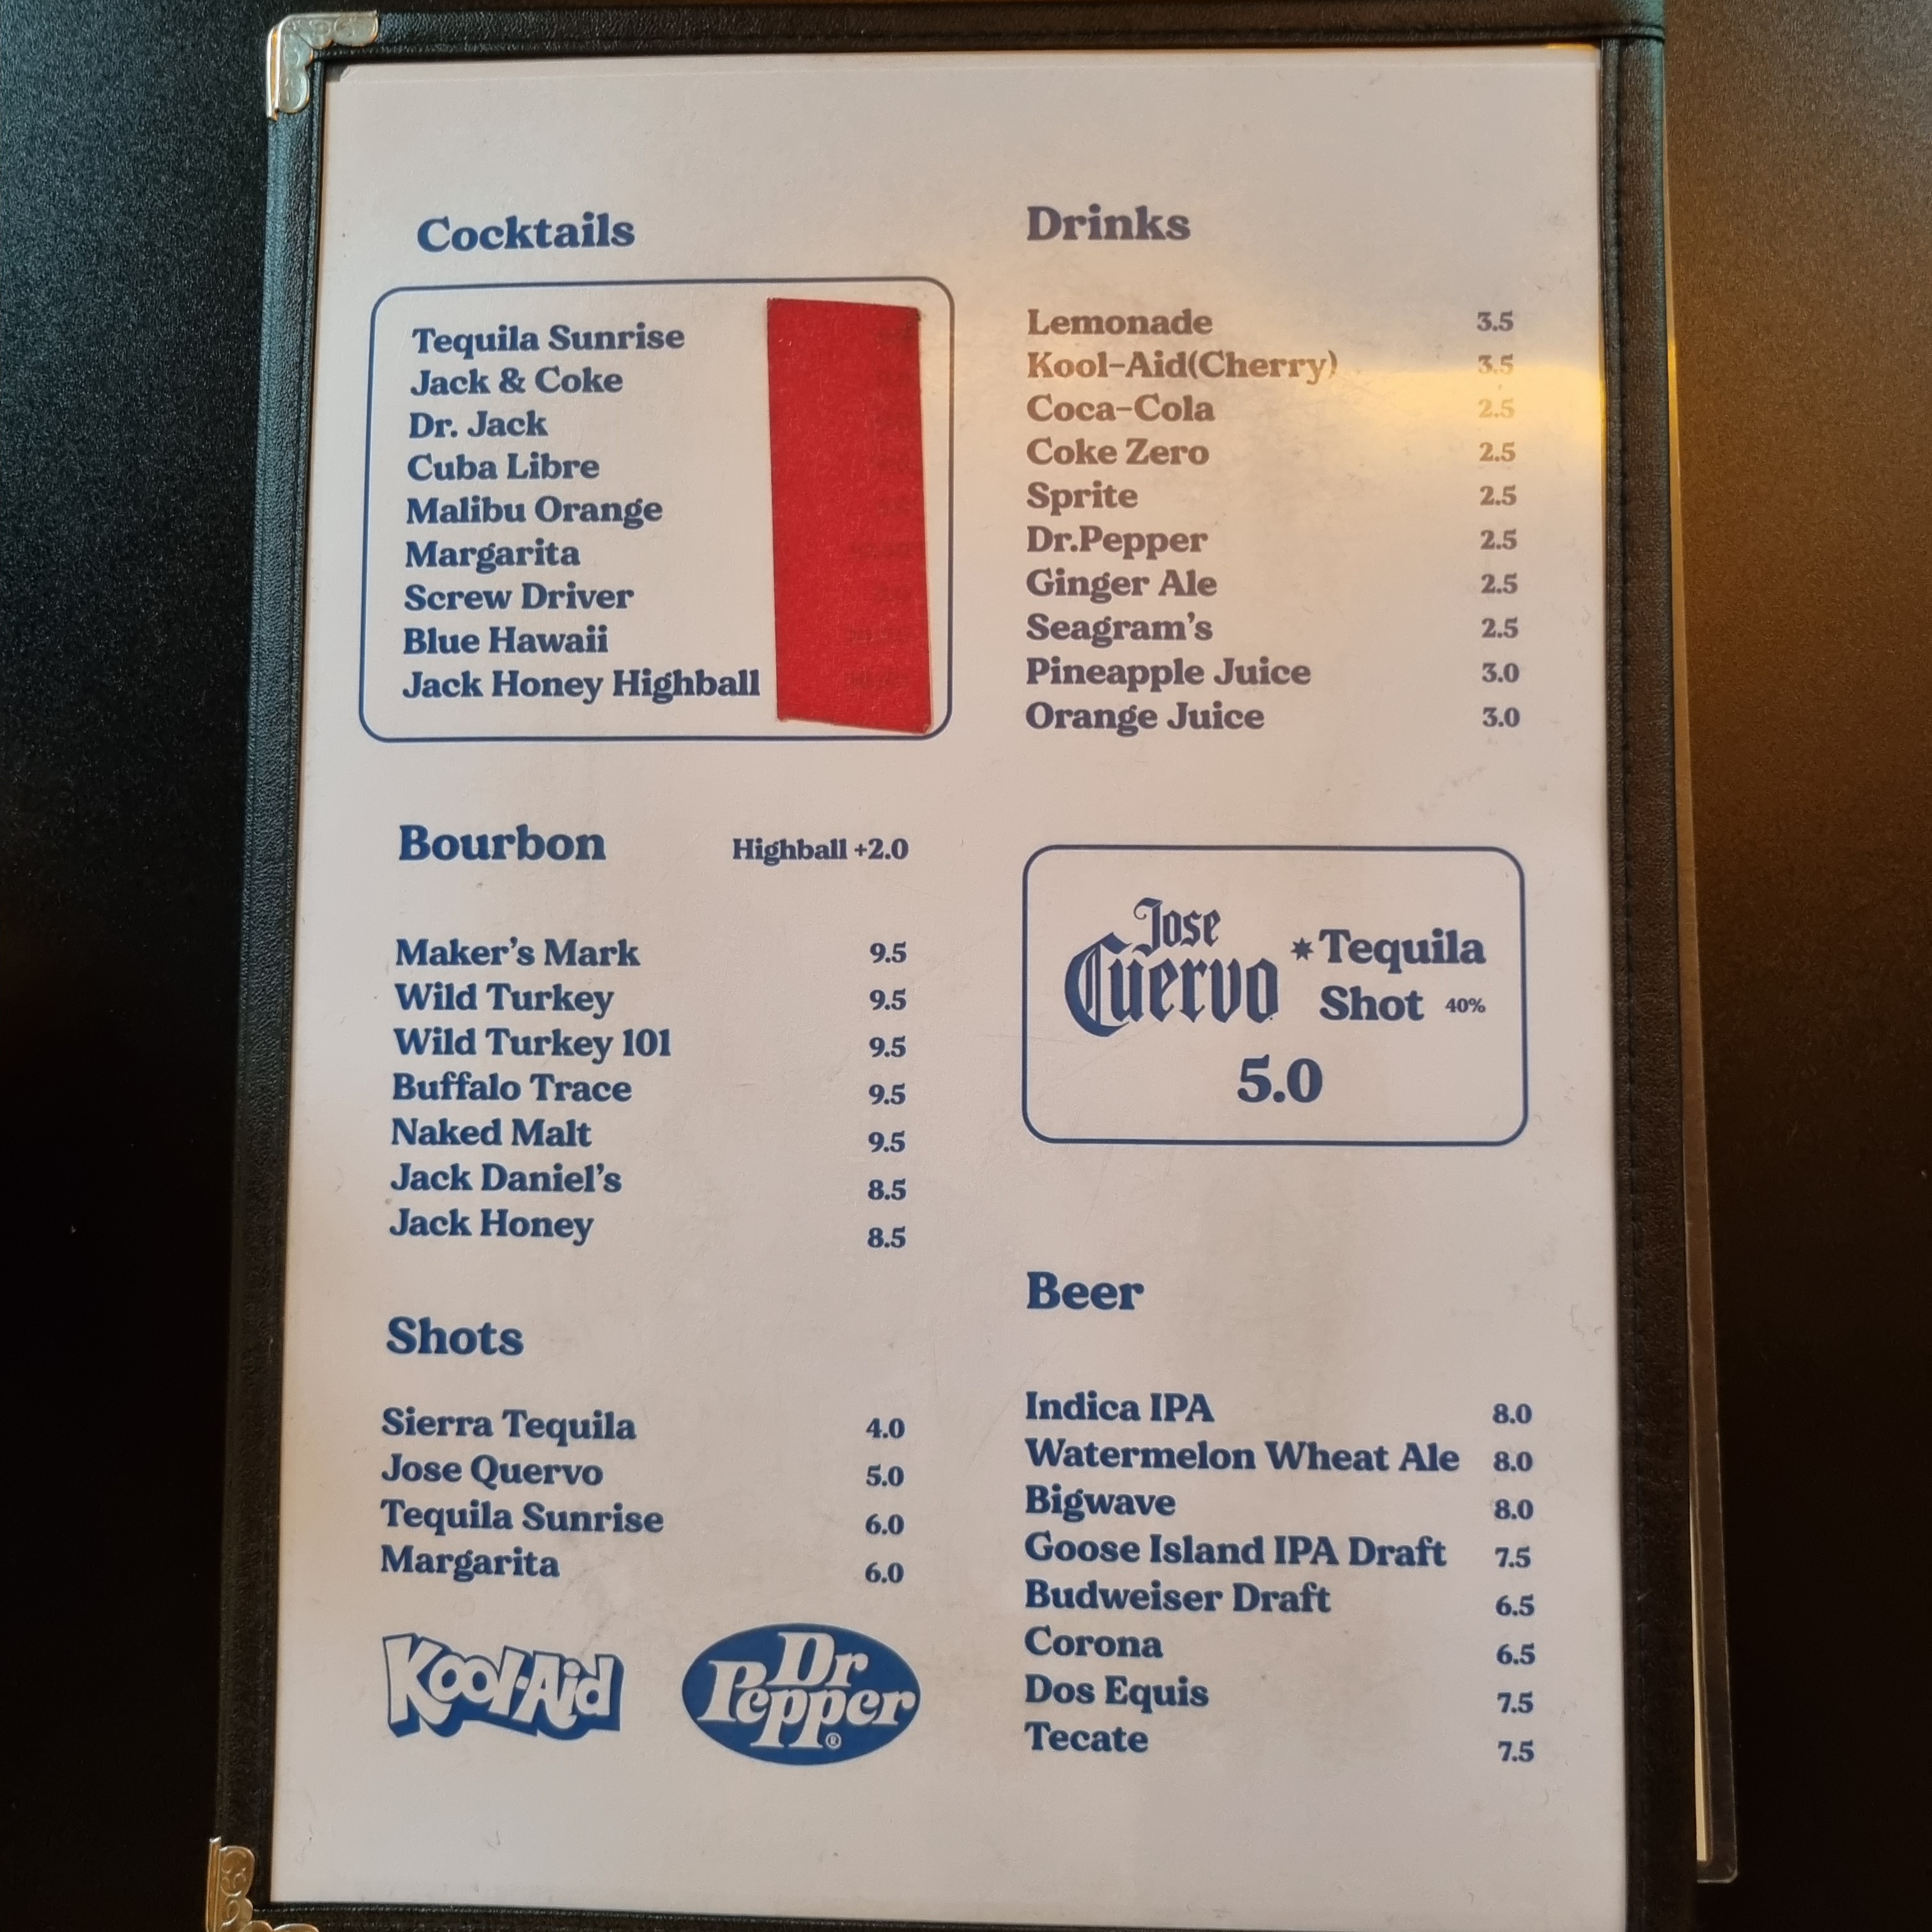 Cocktails
Tequila Sunrise
Jack & Coke
Dr. Jack
Cuba Libre
Malibu Orange
Margarita
Screw Driver
Blue Hawaii
Jack Honey Highball
Bourbon Highball +2.0
Maker's Mark 9.5
Wild Turkey 9.5
Wild Turkey 101 9.5
Buffalo Trace 9.5
Naked Malt 9.5
Jack Daniel's 8.5
Jack Honey 8.5
Shots
Sierra Tequila 4.0
Jose Quervo 5.0
Tequila Sunrise 6.0
Margarita 6.0
Kool-Aid
Dr
Pepper®
Drinks
Lemonade 3.5
Kool-Aid(Cherry) 3.5
Coca-Cola 2.5
Coke Zero 2.5
Sprite 2.5
Dr.Pepper 2.5
Ginger Ale 2.5
Seagram's 2.5
Pineapple Juice 3.0
Orange Juice 3.0
Jose
Cuervo
*Tequila
Shot 40%
5.0
Beer
Indica IPA 8.0
Watermelon Wheat Ale 8.0
Bigwave 8.0
Goose Island IPA Draft 7.5
Budweiser Draft 6.5
Corona 6.5
Dos Equis 7.5
Tecate 7.5